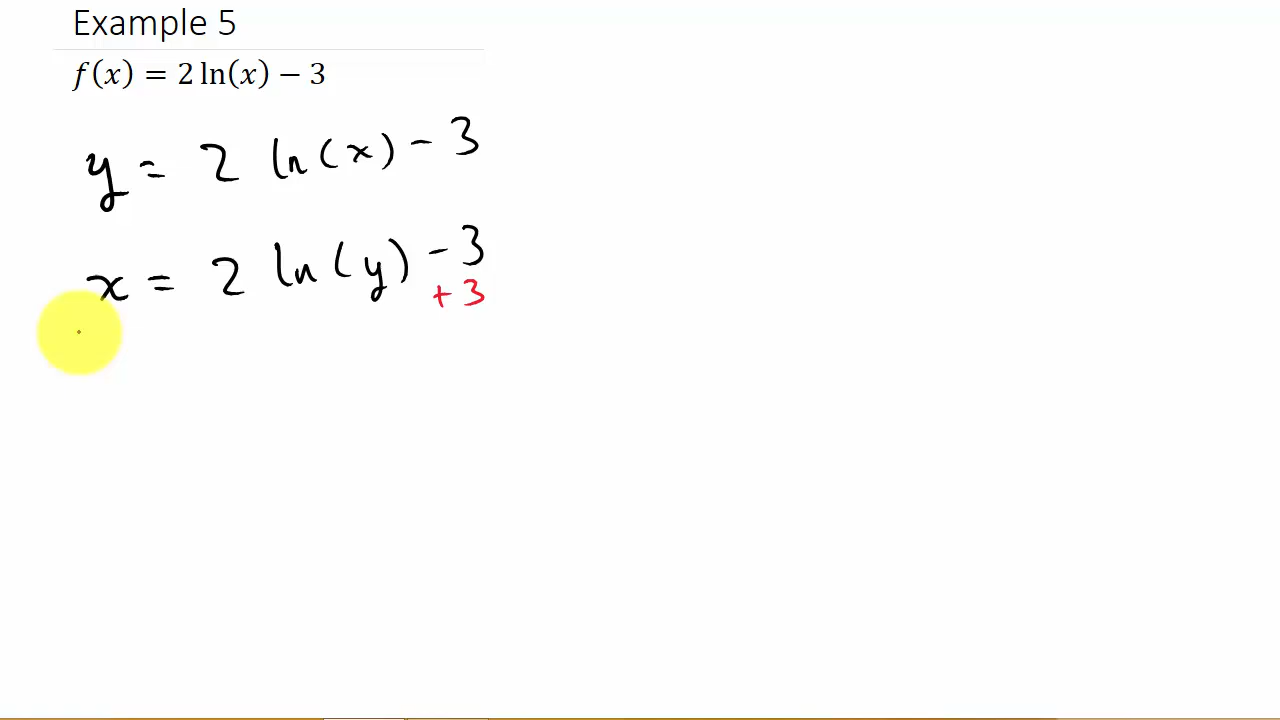 Example 5
𝑓(𝑥) = 2 ln(𝑥) − 3
y = 2 ln(x) - 3
x = 2 ln(y) - 3
+ 3